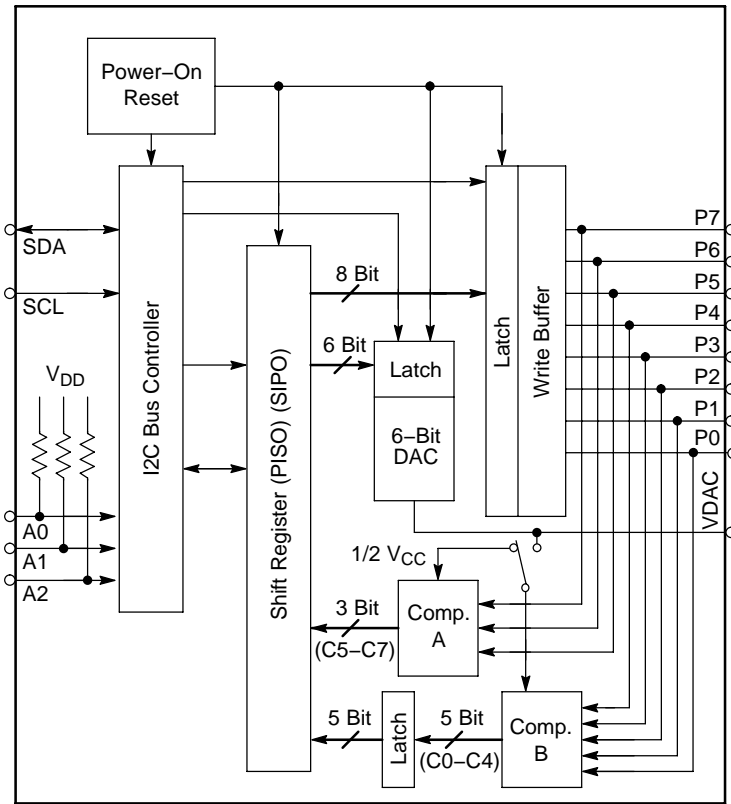 Power−On
Reset
SDA
SCL
VDD
A0
A1
A2
I2C Bus Controller
Shift Register (PISO) (SIPO)
8 Bit
6 Bit
Latch
6−Bit
DAC
Latch
Write Buffer
P7
P6
P5
P4
P3
P2
P1
P0
VDAC
1/2 VCC
3 Bit
(C5−C7)
Comp.
A
5 Bit
Latch
5 Bit
(C0−C4)
Comp.
B